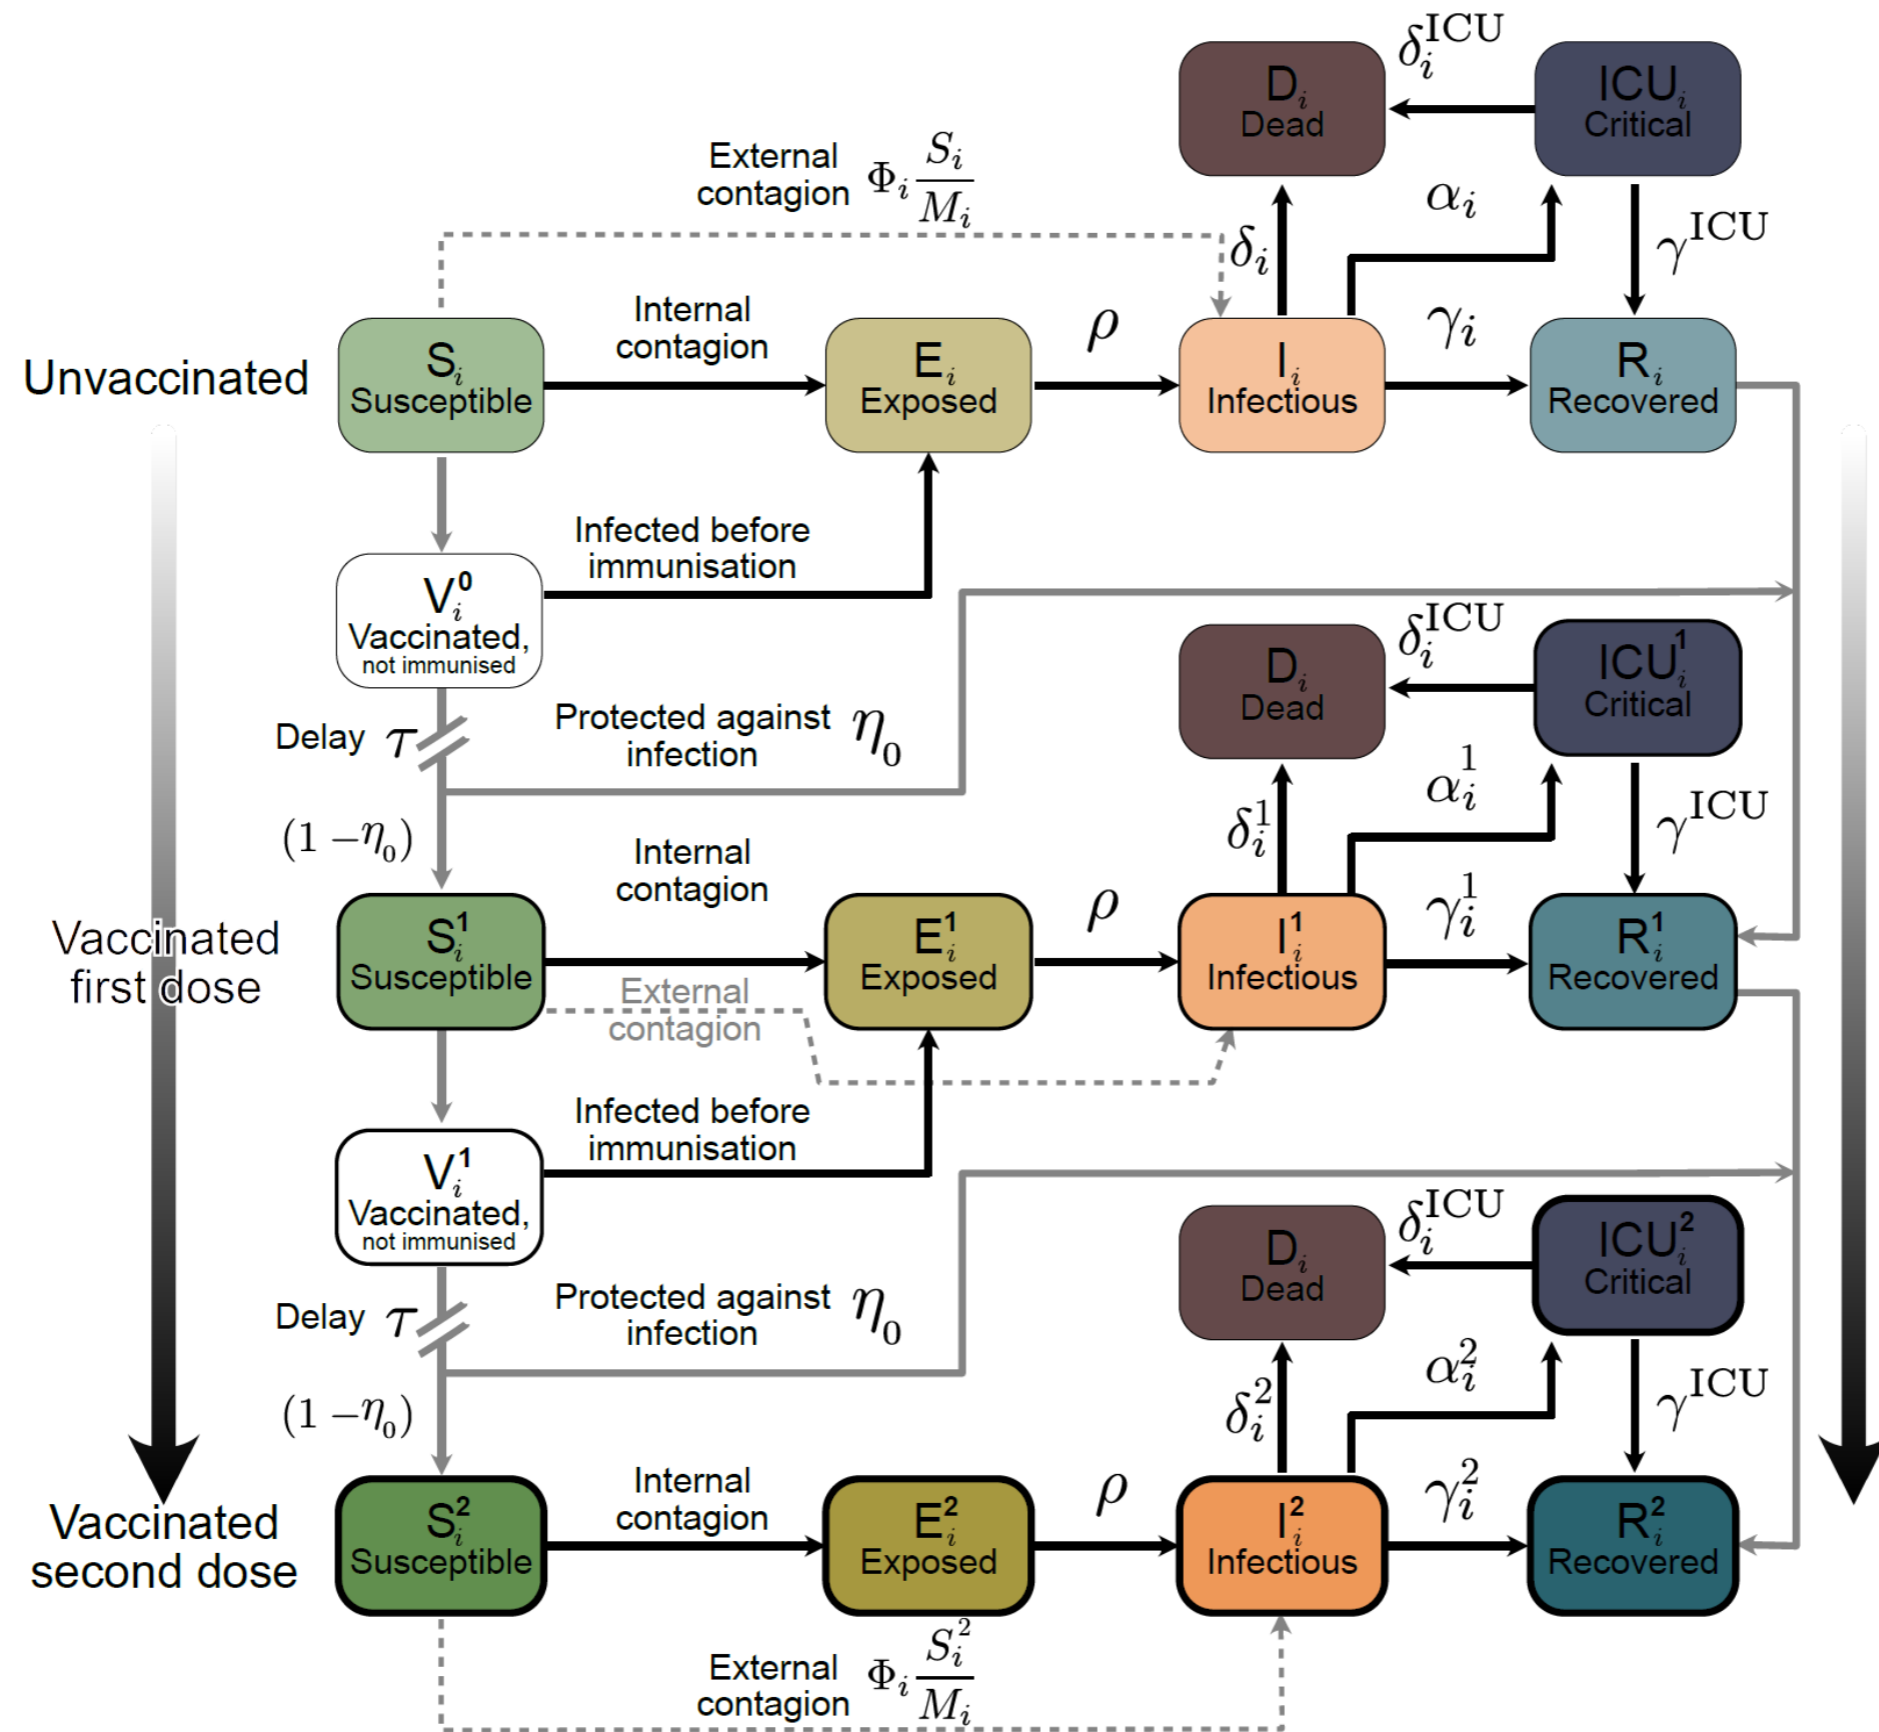 δ_i^ICU
D_i
Dead
ICU_i
Critical
External
contagion Φ_i S_i/M_i
α_i
δ_i
γ^ICU
Internal
contagion
ρ
γ_i
Unvaccinated
S_i
Susceptible
E_i
Exposed
I_i
Infectious
R_i
Recovered
Infected before
immunisation
V_i^0
Vaccinated,
not immunised
δ_i^ICU
D_i
Dead
ICU_i^1
Critical
Delay τ
Protected against
infection η_0
α_i^1
δ_i^1
γ^ICU
(1 − η_0)
Internal
contagion
ρ
γ_i^1
Vaccinated
first dose
S_i^1
Susceptible
E_i^1
Exposed
I_i^1
Infectious
R_i^1
Recovered
External
contagion
Infected before
immunisation
V_i^1
Vaccinated,
not immunised
δ_i^ICU
D_i
Dead
ICU_i^2
Critical
Delay τ
Protected against
infection η_0
α_i^2
δ_i^2
γ^ICU
(1 − η_0)
Internal
contagion
ρ
γ_i^2
Vaccinated
second dose
S_i^2
Susceptible
E_i^2
Exposed
I_i^2
Infectious
R_i^2
Recovered
External
contagion Φ_i S_i^2/M_i